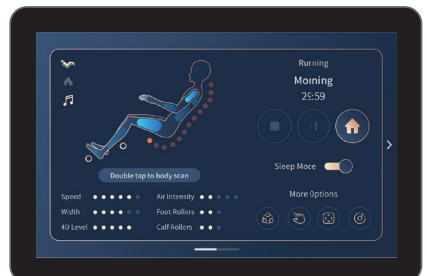 Running
Morning
29:59
Sleep Mode
Double tap to body scan
More Options
Speed
Air Intensity
Width
Foot Rollers
4D Level
Calf Rollers